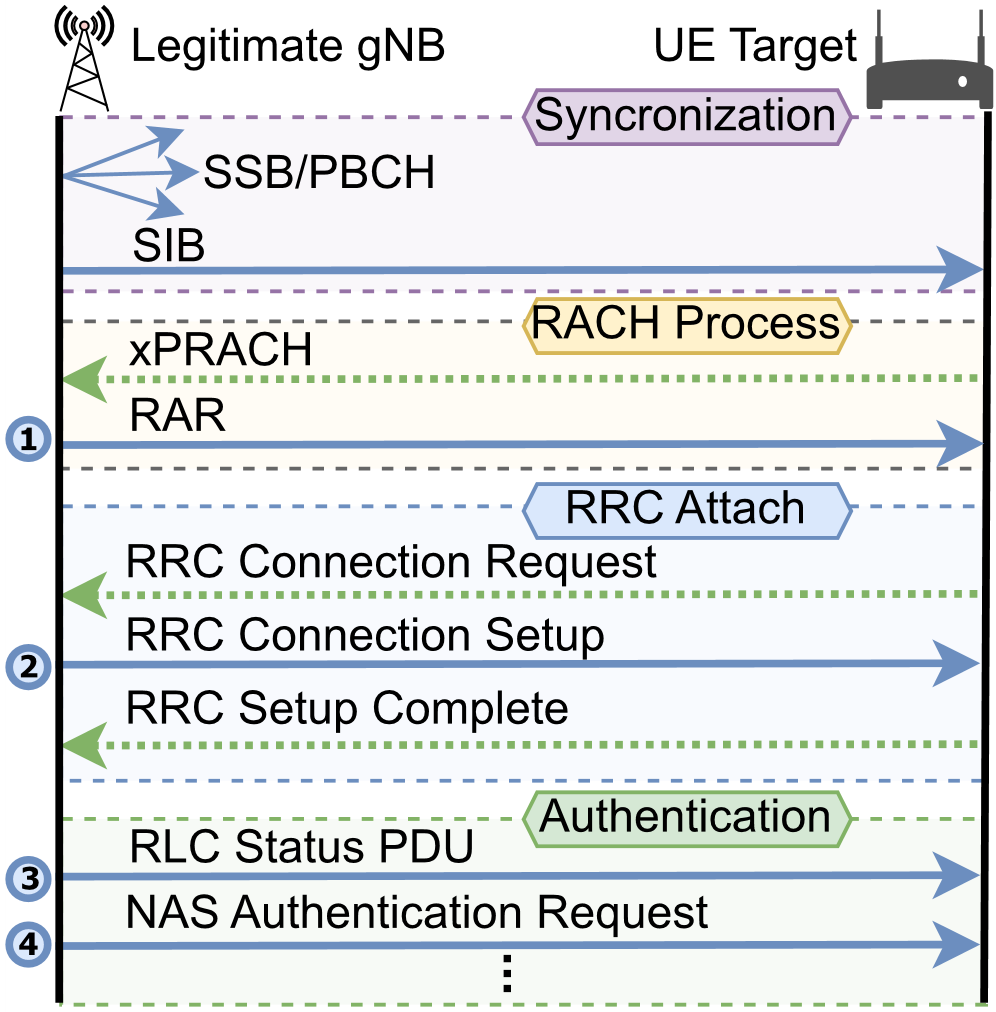 Legitimate gNB
UE Target
Syncronization
SSB/PBCH
SIB
RACH Process
xPRACH
RAR
1
RRC Attach
RRC Connection Request
RRC Connection Setup
2
RRC Setup Complete
Authentication
RLC Status PDU
3
NAS Authentication Request
4